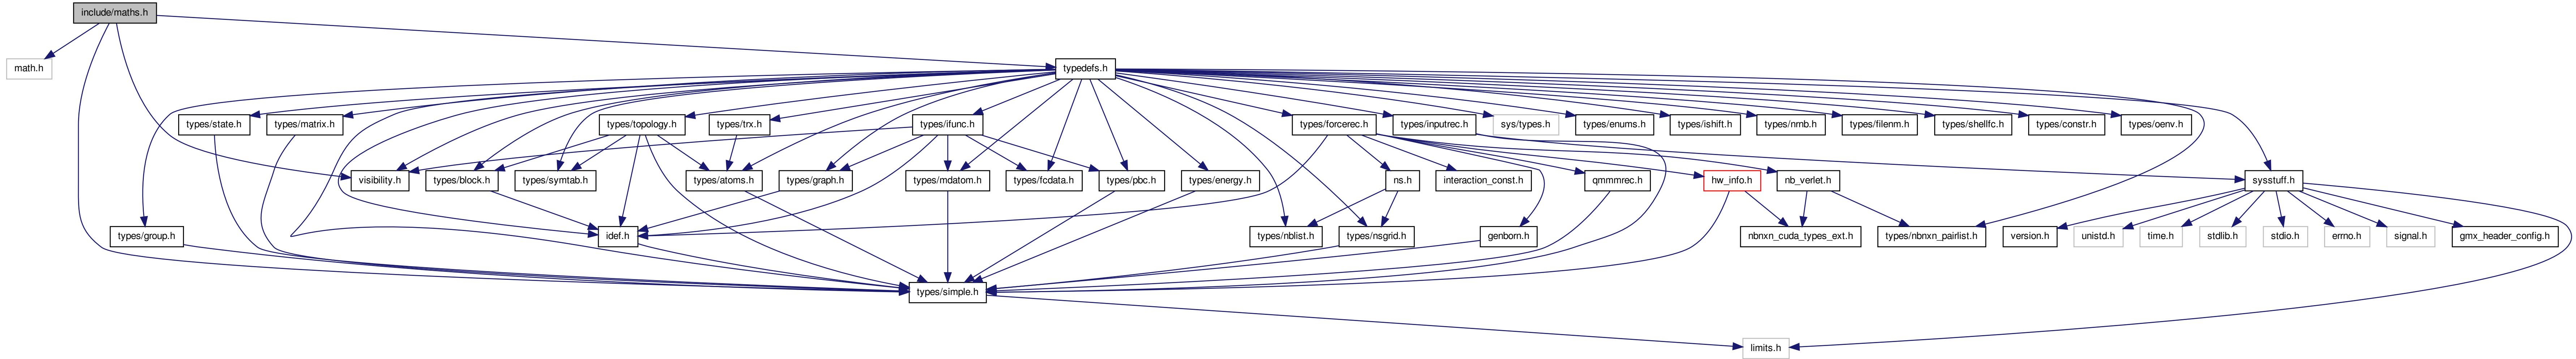 include/maths.h
math.h
typedefs.h
types/state.h
types/matrix.h
types/topology.h
types/trx.h
types/ifunc.h
types/forcerec.h
types/inputrec.h
sys/types.h
types/enums.h
types/ishift.h
types/nrnb.h
types/filenm.h
types/shellfc.h
types/constr.h
types/oenv.h
visibility.h
types/block.h
types/symtab.h
types/atoms.h
types/graph.h
types/mdatom.h
types/fcdata.h
types/pbc.h
types/energy.h
ns.h
interaction_const.h
qmmmrec.h
hw_info.h
nb_verlet.h
sysstuff.h
types/group.h
idef.h
types/nblist.h
types/nsgrid.h
genborn.h
nbnxn_cuda_types_ext.h
types/nbnxn_pairlist.h
version.h
unistd.h
time.h
stdlib.h
stdio.h
errno.h
signal.h
gmx_header_config.h
types/simple.h
limits.h